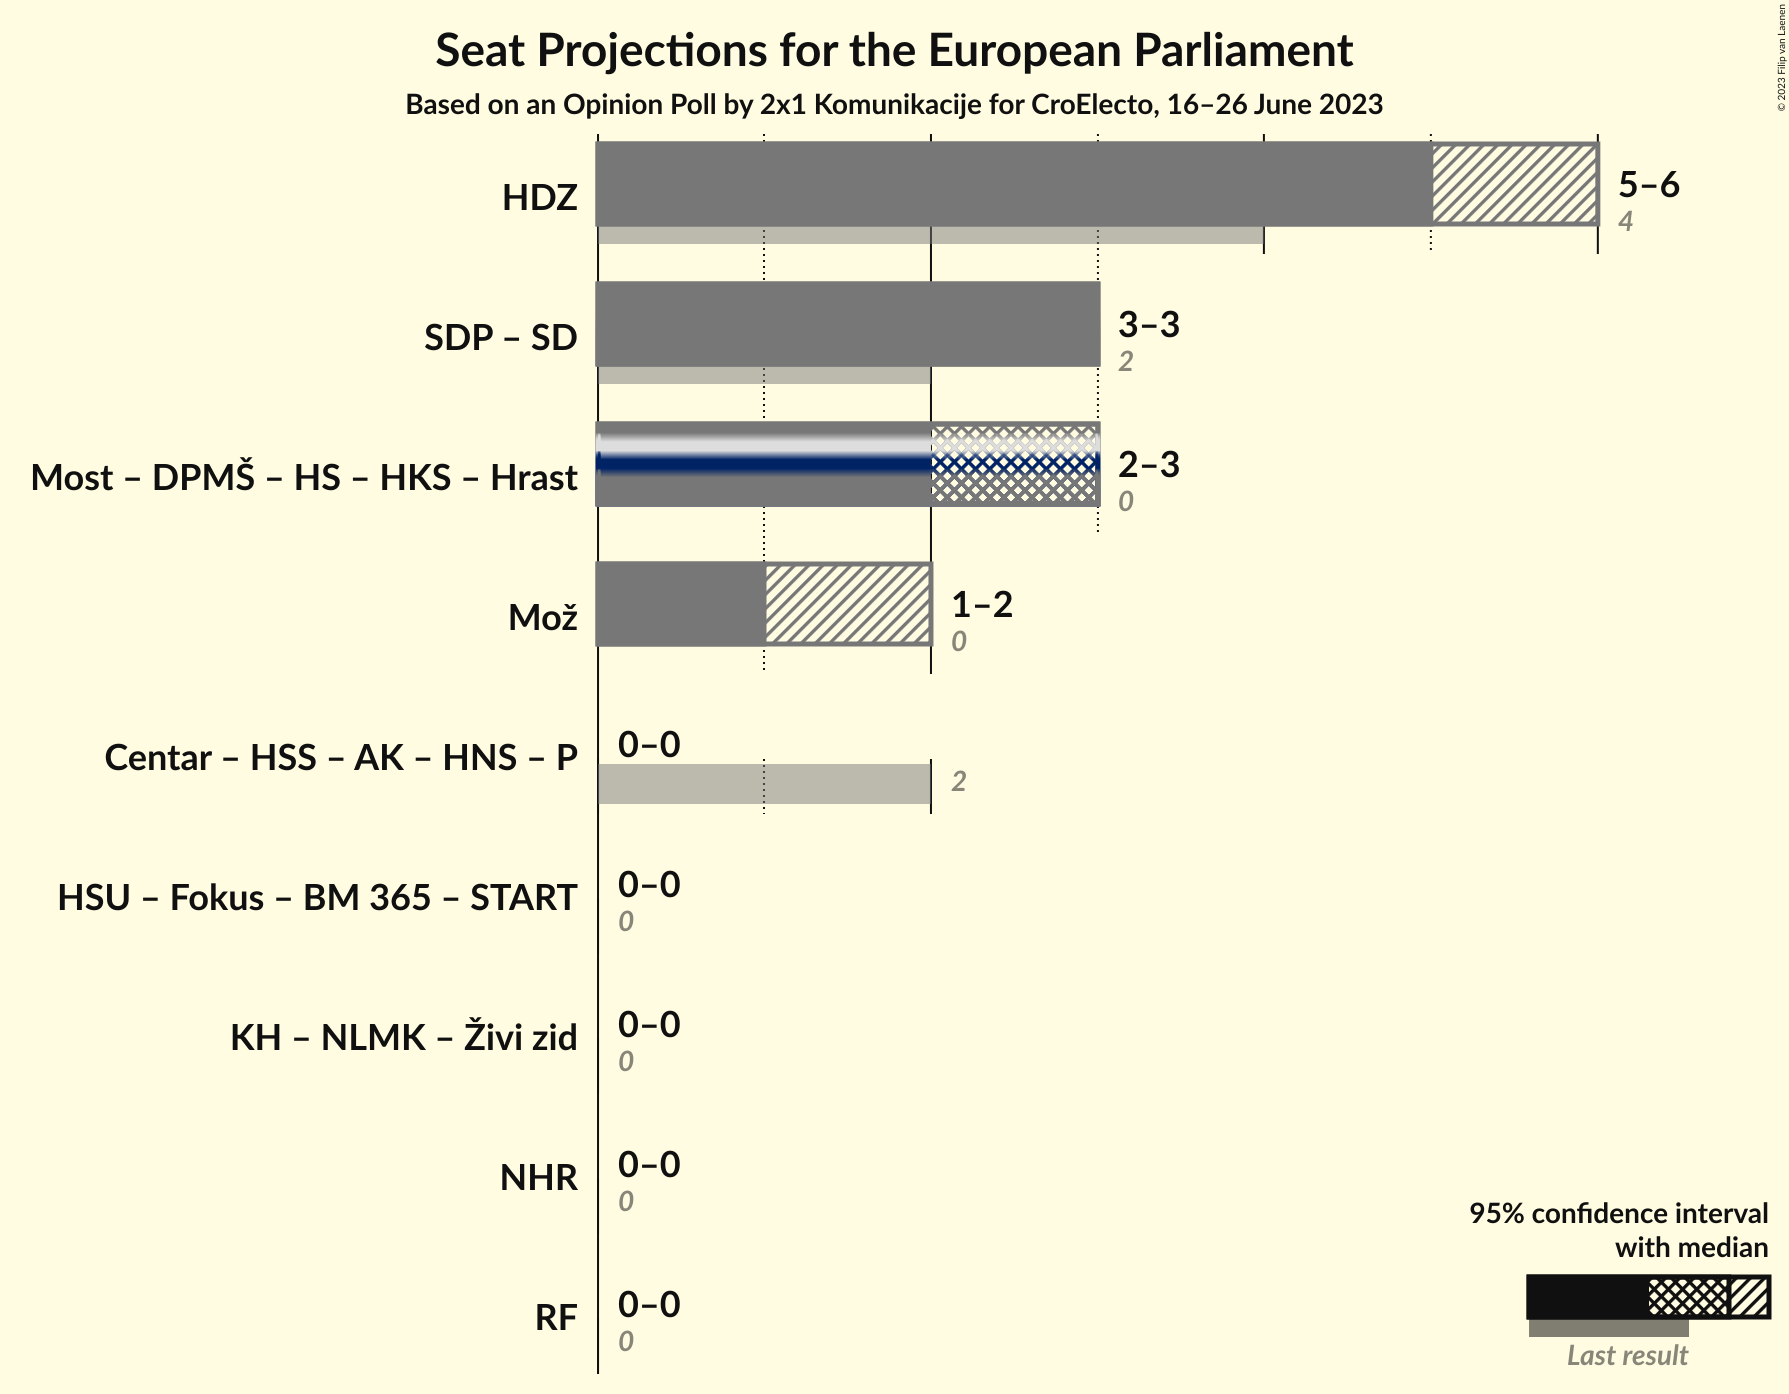 Seat Projections for the European Parliament
Based on an Opinion Poll by 2x1 Komunikacije for CroElecto, 16–26 June 2023
© 2023 Filip van Laenen
HDZ
5–6
4
SDP – SD
3–3
2
Most – DPMŠ – HS – HKS – Hrast
2–3
0
Mož
1–2
0
Centar – HSS – AK – HNS – P
0–0
2
HSU – Fokus – BM 365 – START
0–0
0
KH – NLMK – Živi zid
0–0
0
NHR
0–0
0
RF
0–0
0
95% confidence interval
with median
Last result